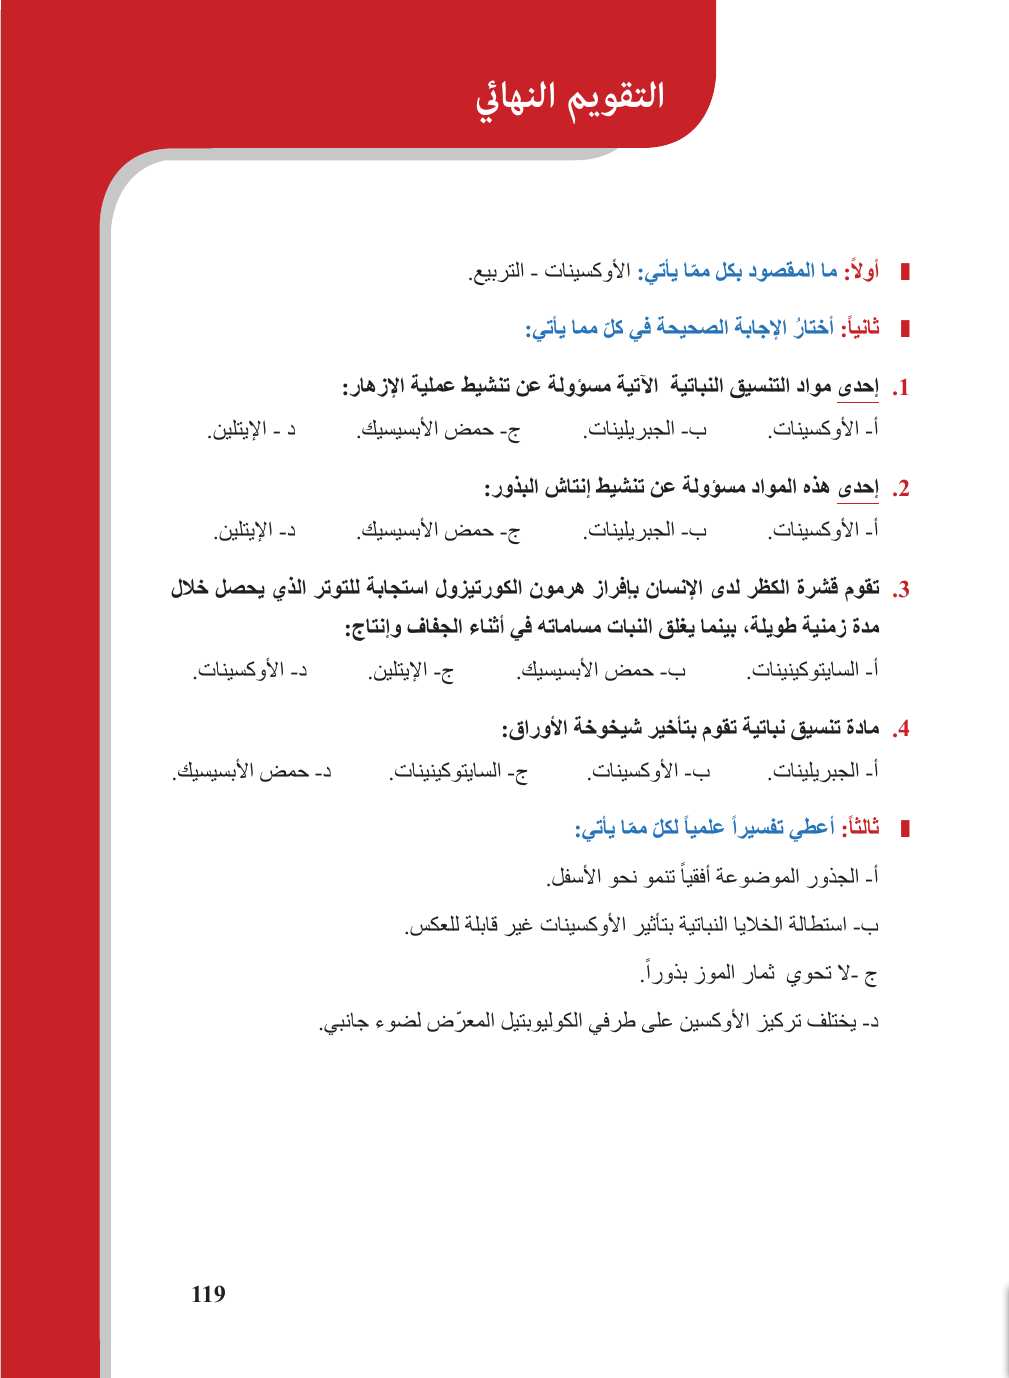 التقويم النهائي
أولاً: ما المقصود بكل ممّا يأتي: الأوكسينات - التربيع.
ثانياً: أختارُ الإجابة الصحيحة في كلّ مما يأتي:
1. إحدى مواد التنسيق النباتية الآتية مسؤولة عن تنشيط عملية الإزهار:
أ- الأوكسينات. ب- الجبريلينات. ج- حمض الأبسيسيك. د - الإيتلين.
2. إحدى هذه المواد مسؤولة عن تنشيط إنتاش البذور:
أ- الأوكسينات. ب- الجبريلينات. ج- حمض الأبسيسيك. د- الإيتلين.
3. تقوم قشرة الكظر لدى الإنسان بإفراز هرمون الكورتيزول استجابة للتوتر الذي يحصل خلال
مدة زمنية طويلة، بينما يغلق النبات مساماته في أثناء الجفاف وإنتاج:
أ- السايتوكينينات. ب- حمض الأبسيسيك. ج- الإيتلين. د- الأوكسينات.
4. مادة تنسيق نباتية تقوم بتأخير شيخوخة الأوراق:
أ- الجبريلينات. ب- الأوكسينات. ج- السايتوكينينات. د- حمض الأبسيسيك.
ثالثاً: أعطي تفسيراً علمياً لكلّ ممّا يأتي:
أ- الجذور الموضوعة أفقياً تنمو نحو الأسفل.
ب- استطالة الخلايا النباتية بتأثير الأوكسينات غير قابلة للعكس.
ج -لا تحوي ثمار الموز بذوراً.
د- يختلف تركيز الأوكسين على طرفي الكوليوبتيل المعرّض لضوء جانبي.
119